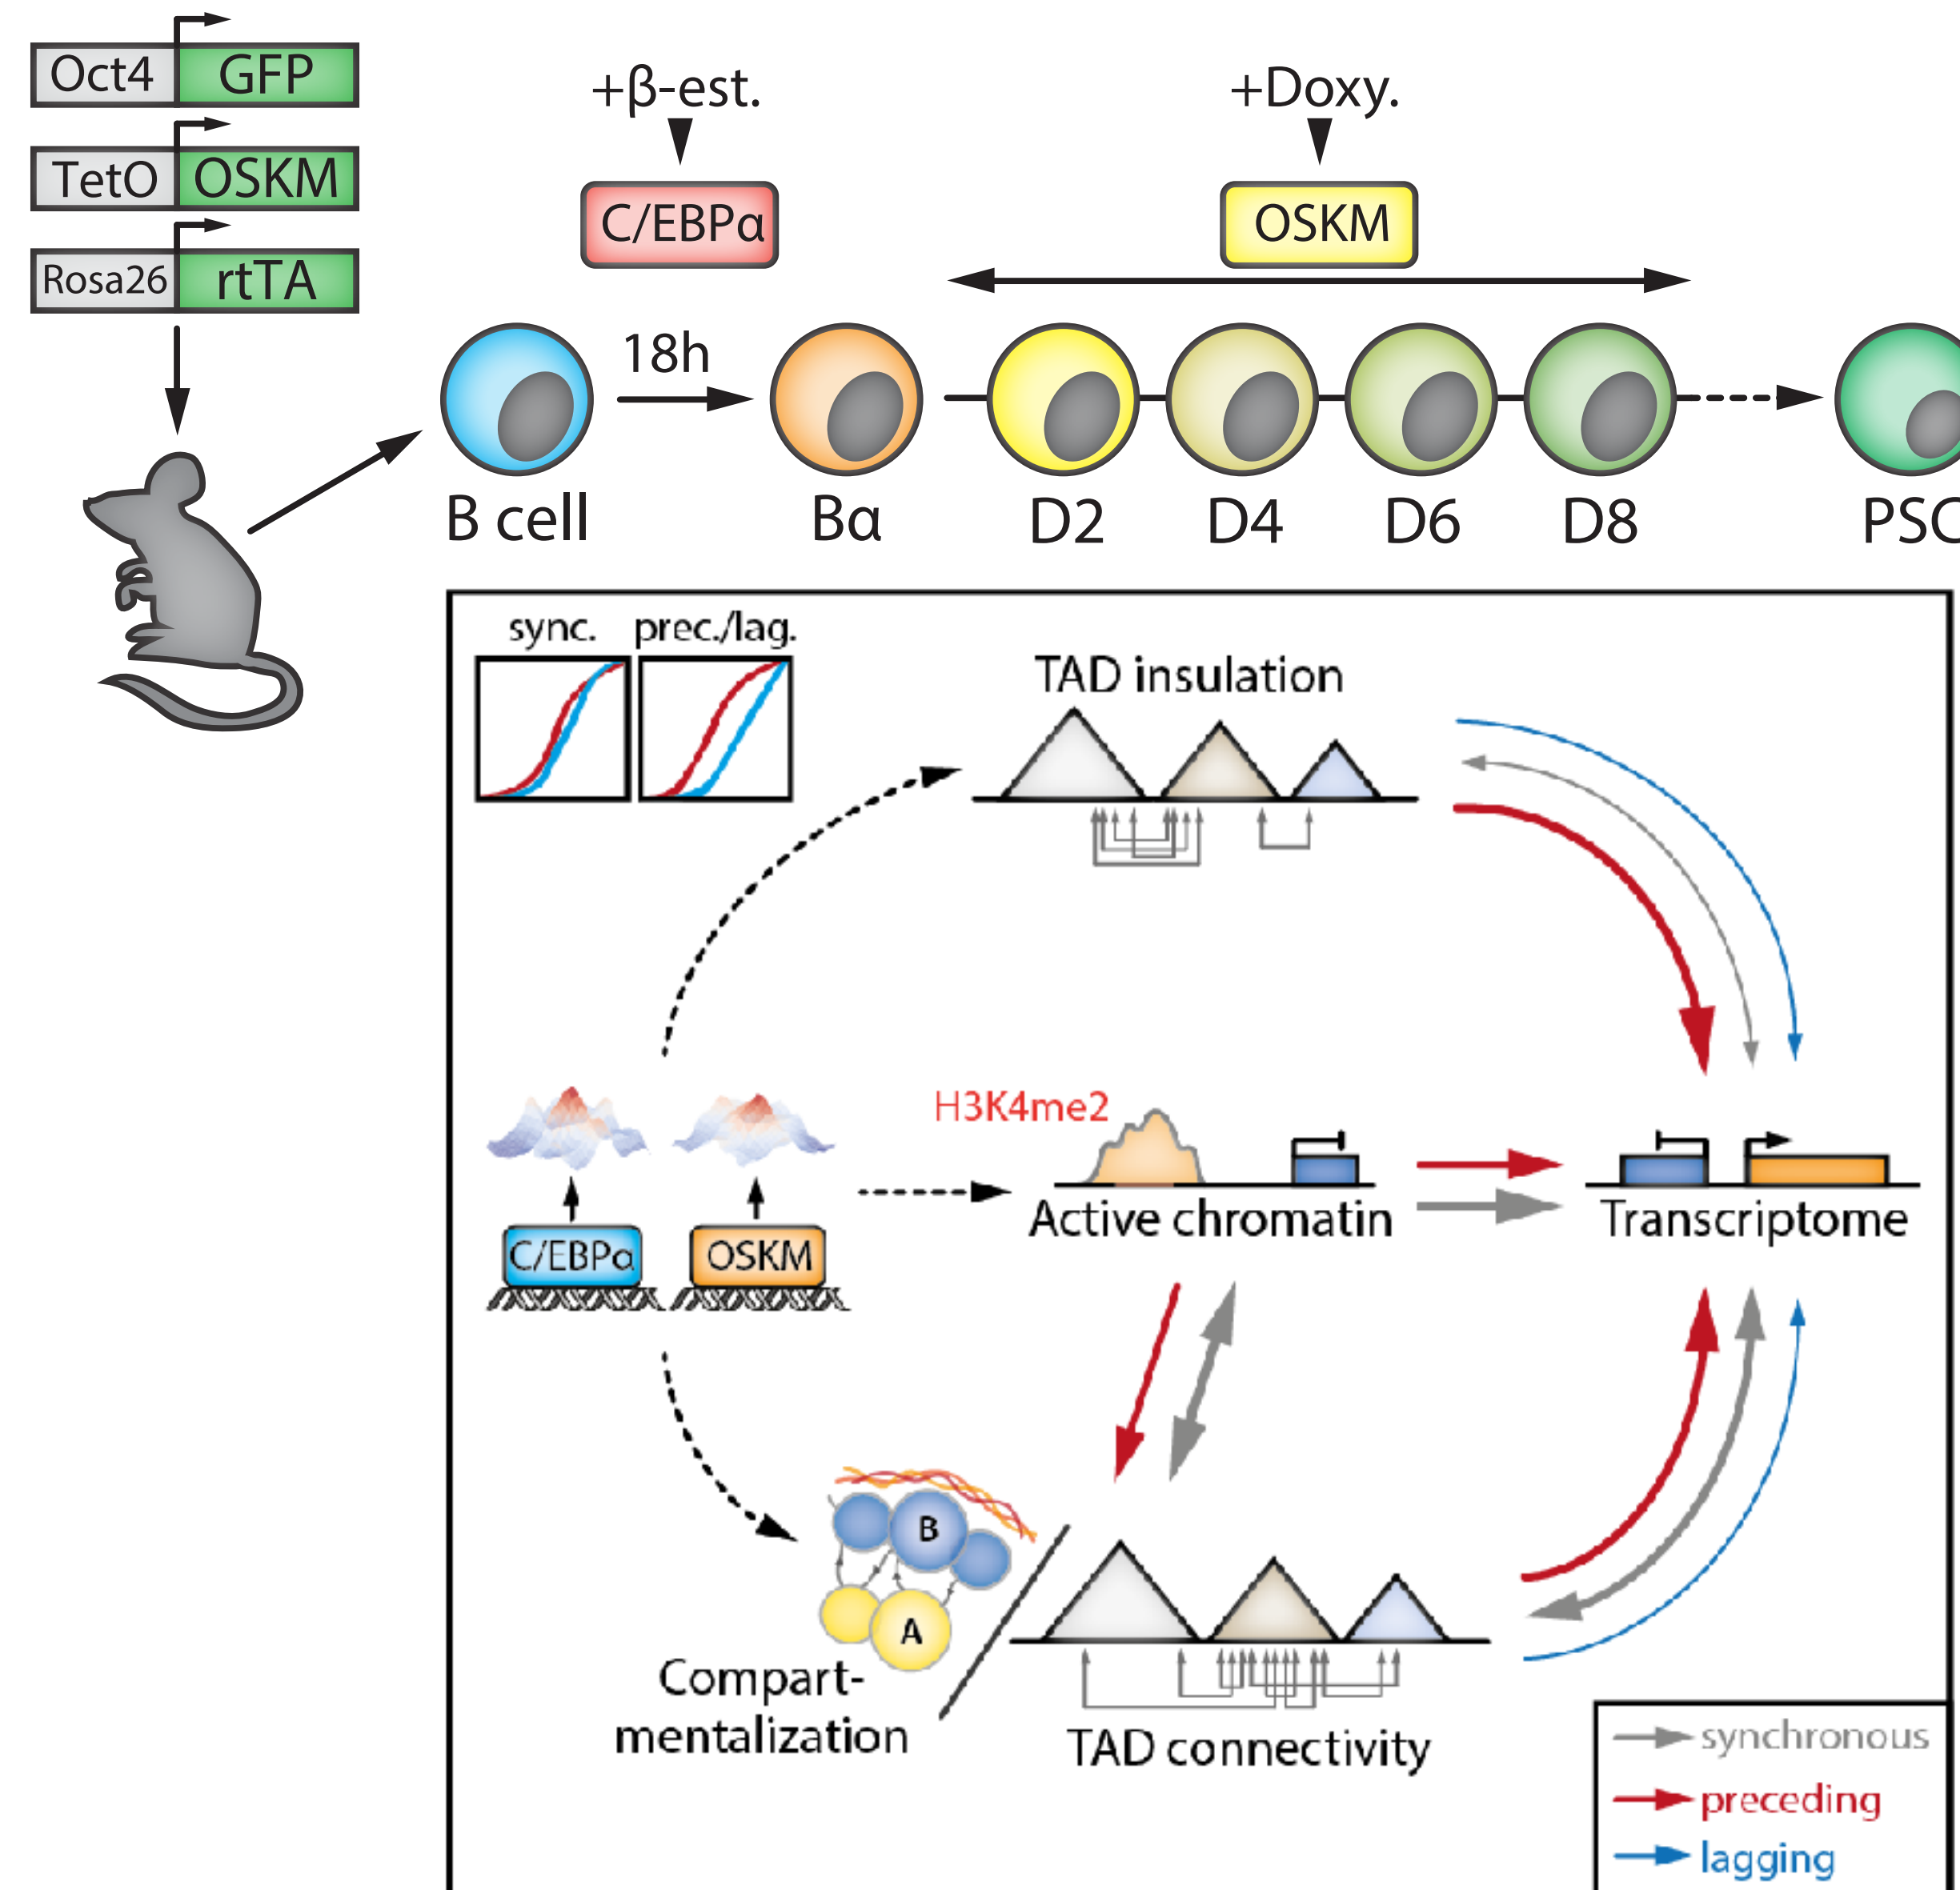 Oct4 GFP
TetO OSKM
Rosa26 rtTA
+β-est.
C/EBPα
+Doxy.
OSKM
18h
B cell
Bα
D2
D4
D6
D8
PSC
sync.
prec./lag.
TAD insulation
H3K4me2
Active chromatin
Transcriptome
C/EBPα
OSKM
B
A
Compart-
mentalization
TAD connectivity
synchronous
preceding
lagging